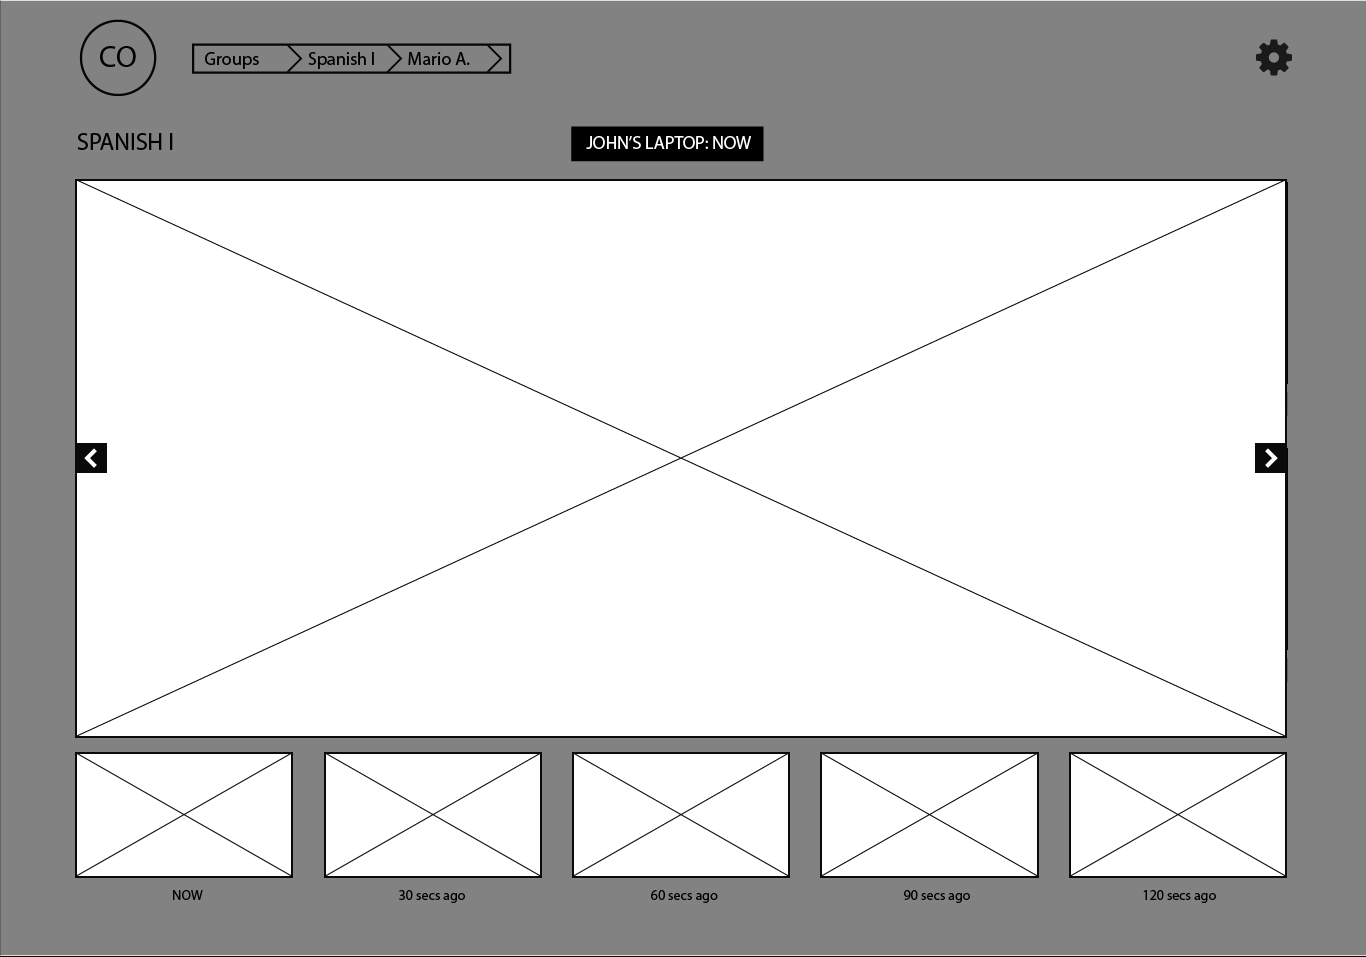 CO
Groups
Spanish I
Mario A.
SPANISH I
JOHN'S LAPTOP: NOW
NOW
30 secs ago
60 secs ago
90 secs ago
120 secs ago